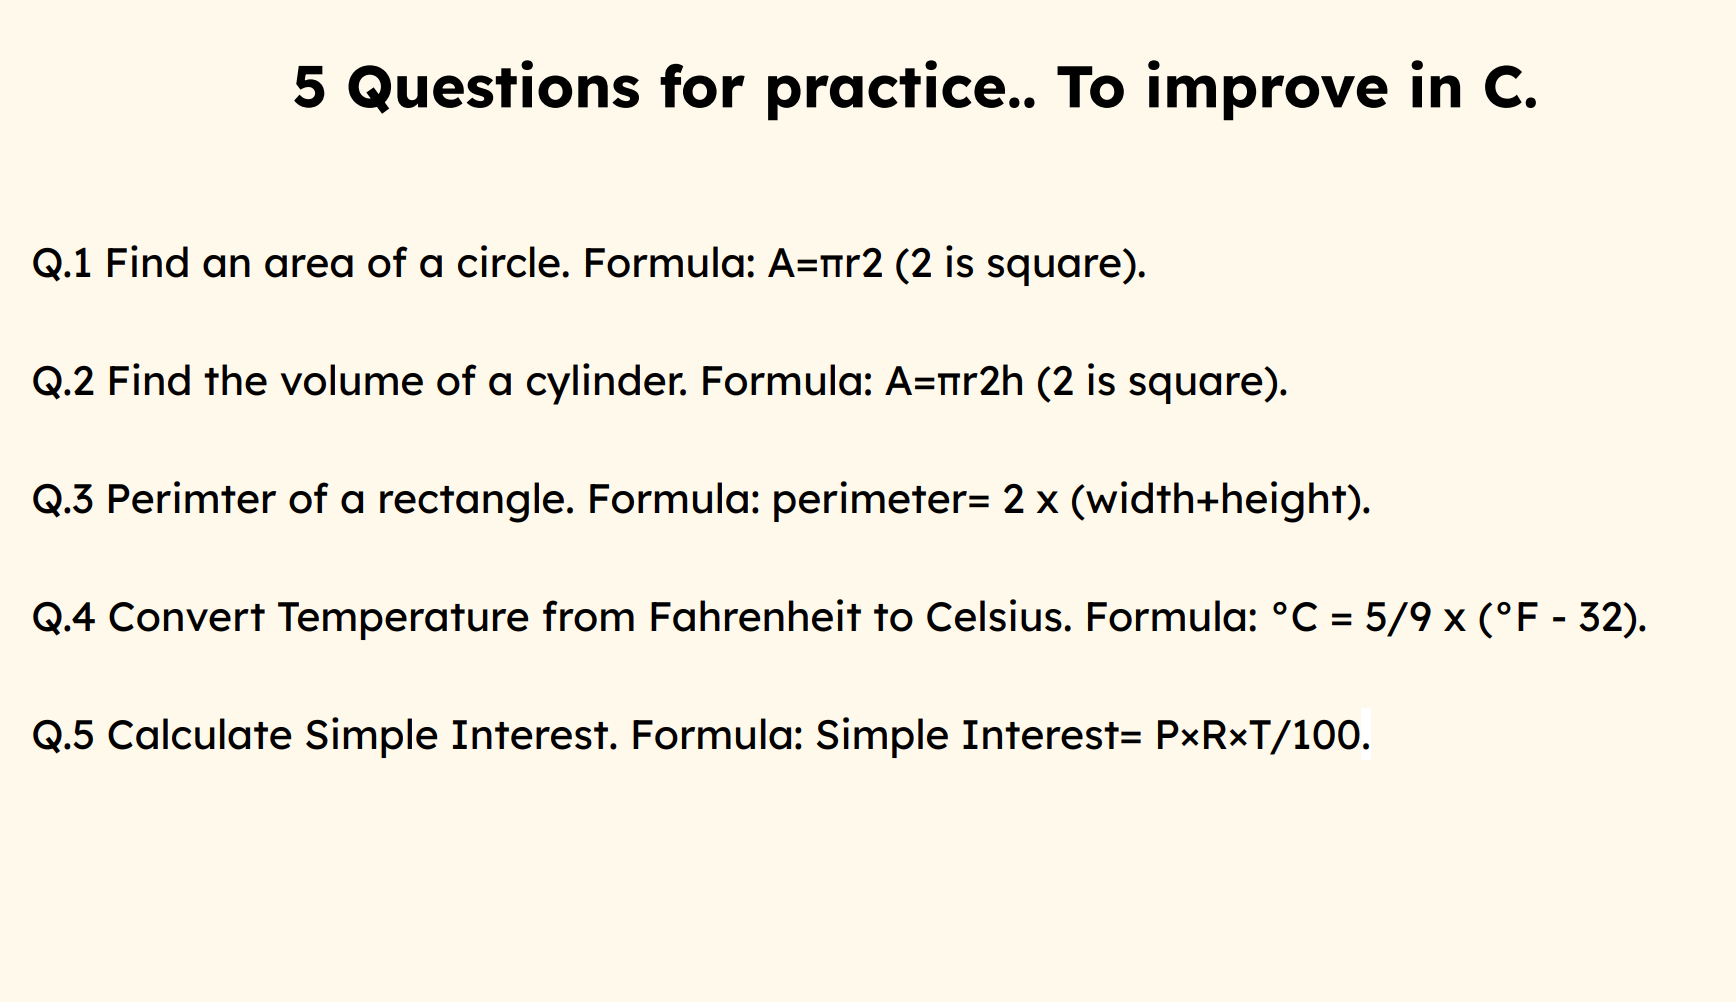 5 Questions for practice.. To improve in C.
Q.1 Find an area of a circle. Formula: A=πr2 (2 is square).
Q.2 Find the volume of a cylinder. Formula: A=πr2h (2 is square).
Q.3 Perimter of a rectangle. Formula: perimeter= 2 x (width+height).
Q.4 Convert Temperature from Fahrenheit to Celsius. Formula: °C = 5/9 x (°F - 32).
Q.5 Calculate Simple Interest. Formula: Simple Interest= P×R×T/100.